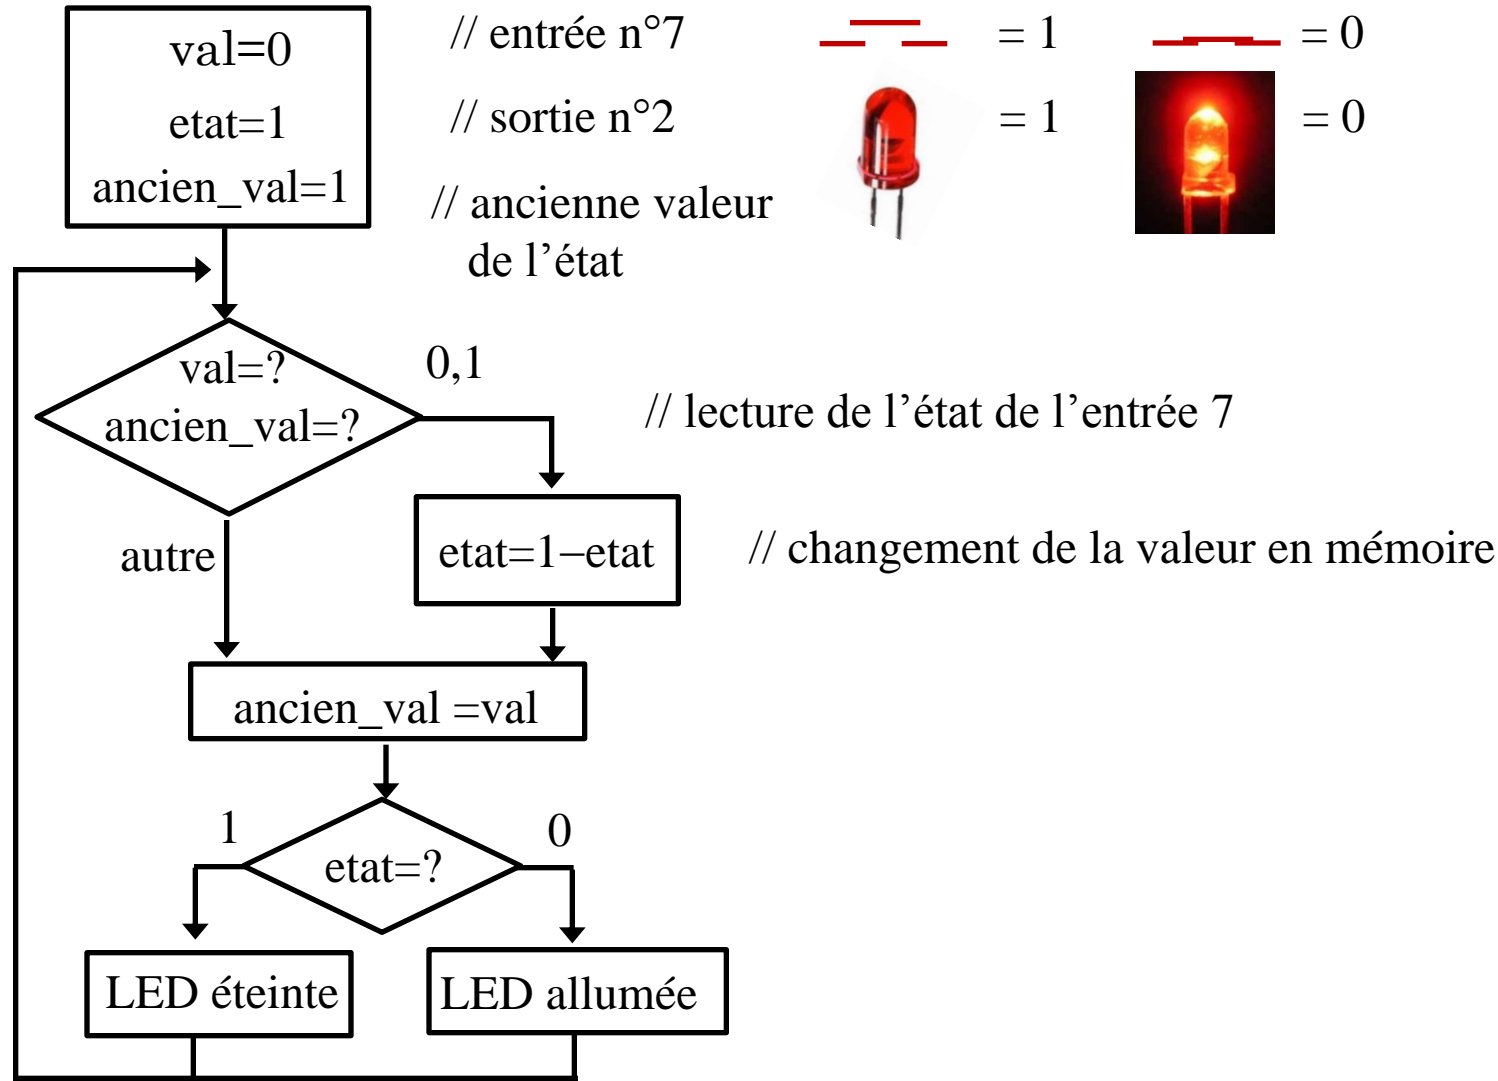 val=0
// entrée n°7
= 1
= 0
etat=1
// sortie n°2
= 1
= 0
ancien_val=1
// ancienne valeur
de l’état
val=?
ancien_val=?
0,1
// lecture de l’état de l’entrée 7
autre
etat=1−etat
// changement de la valeur en mémoire
ancien_val =val
1
0
etat=?
LED éteinte
LED allumée